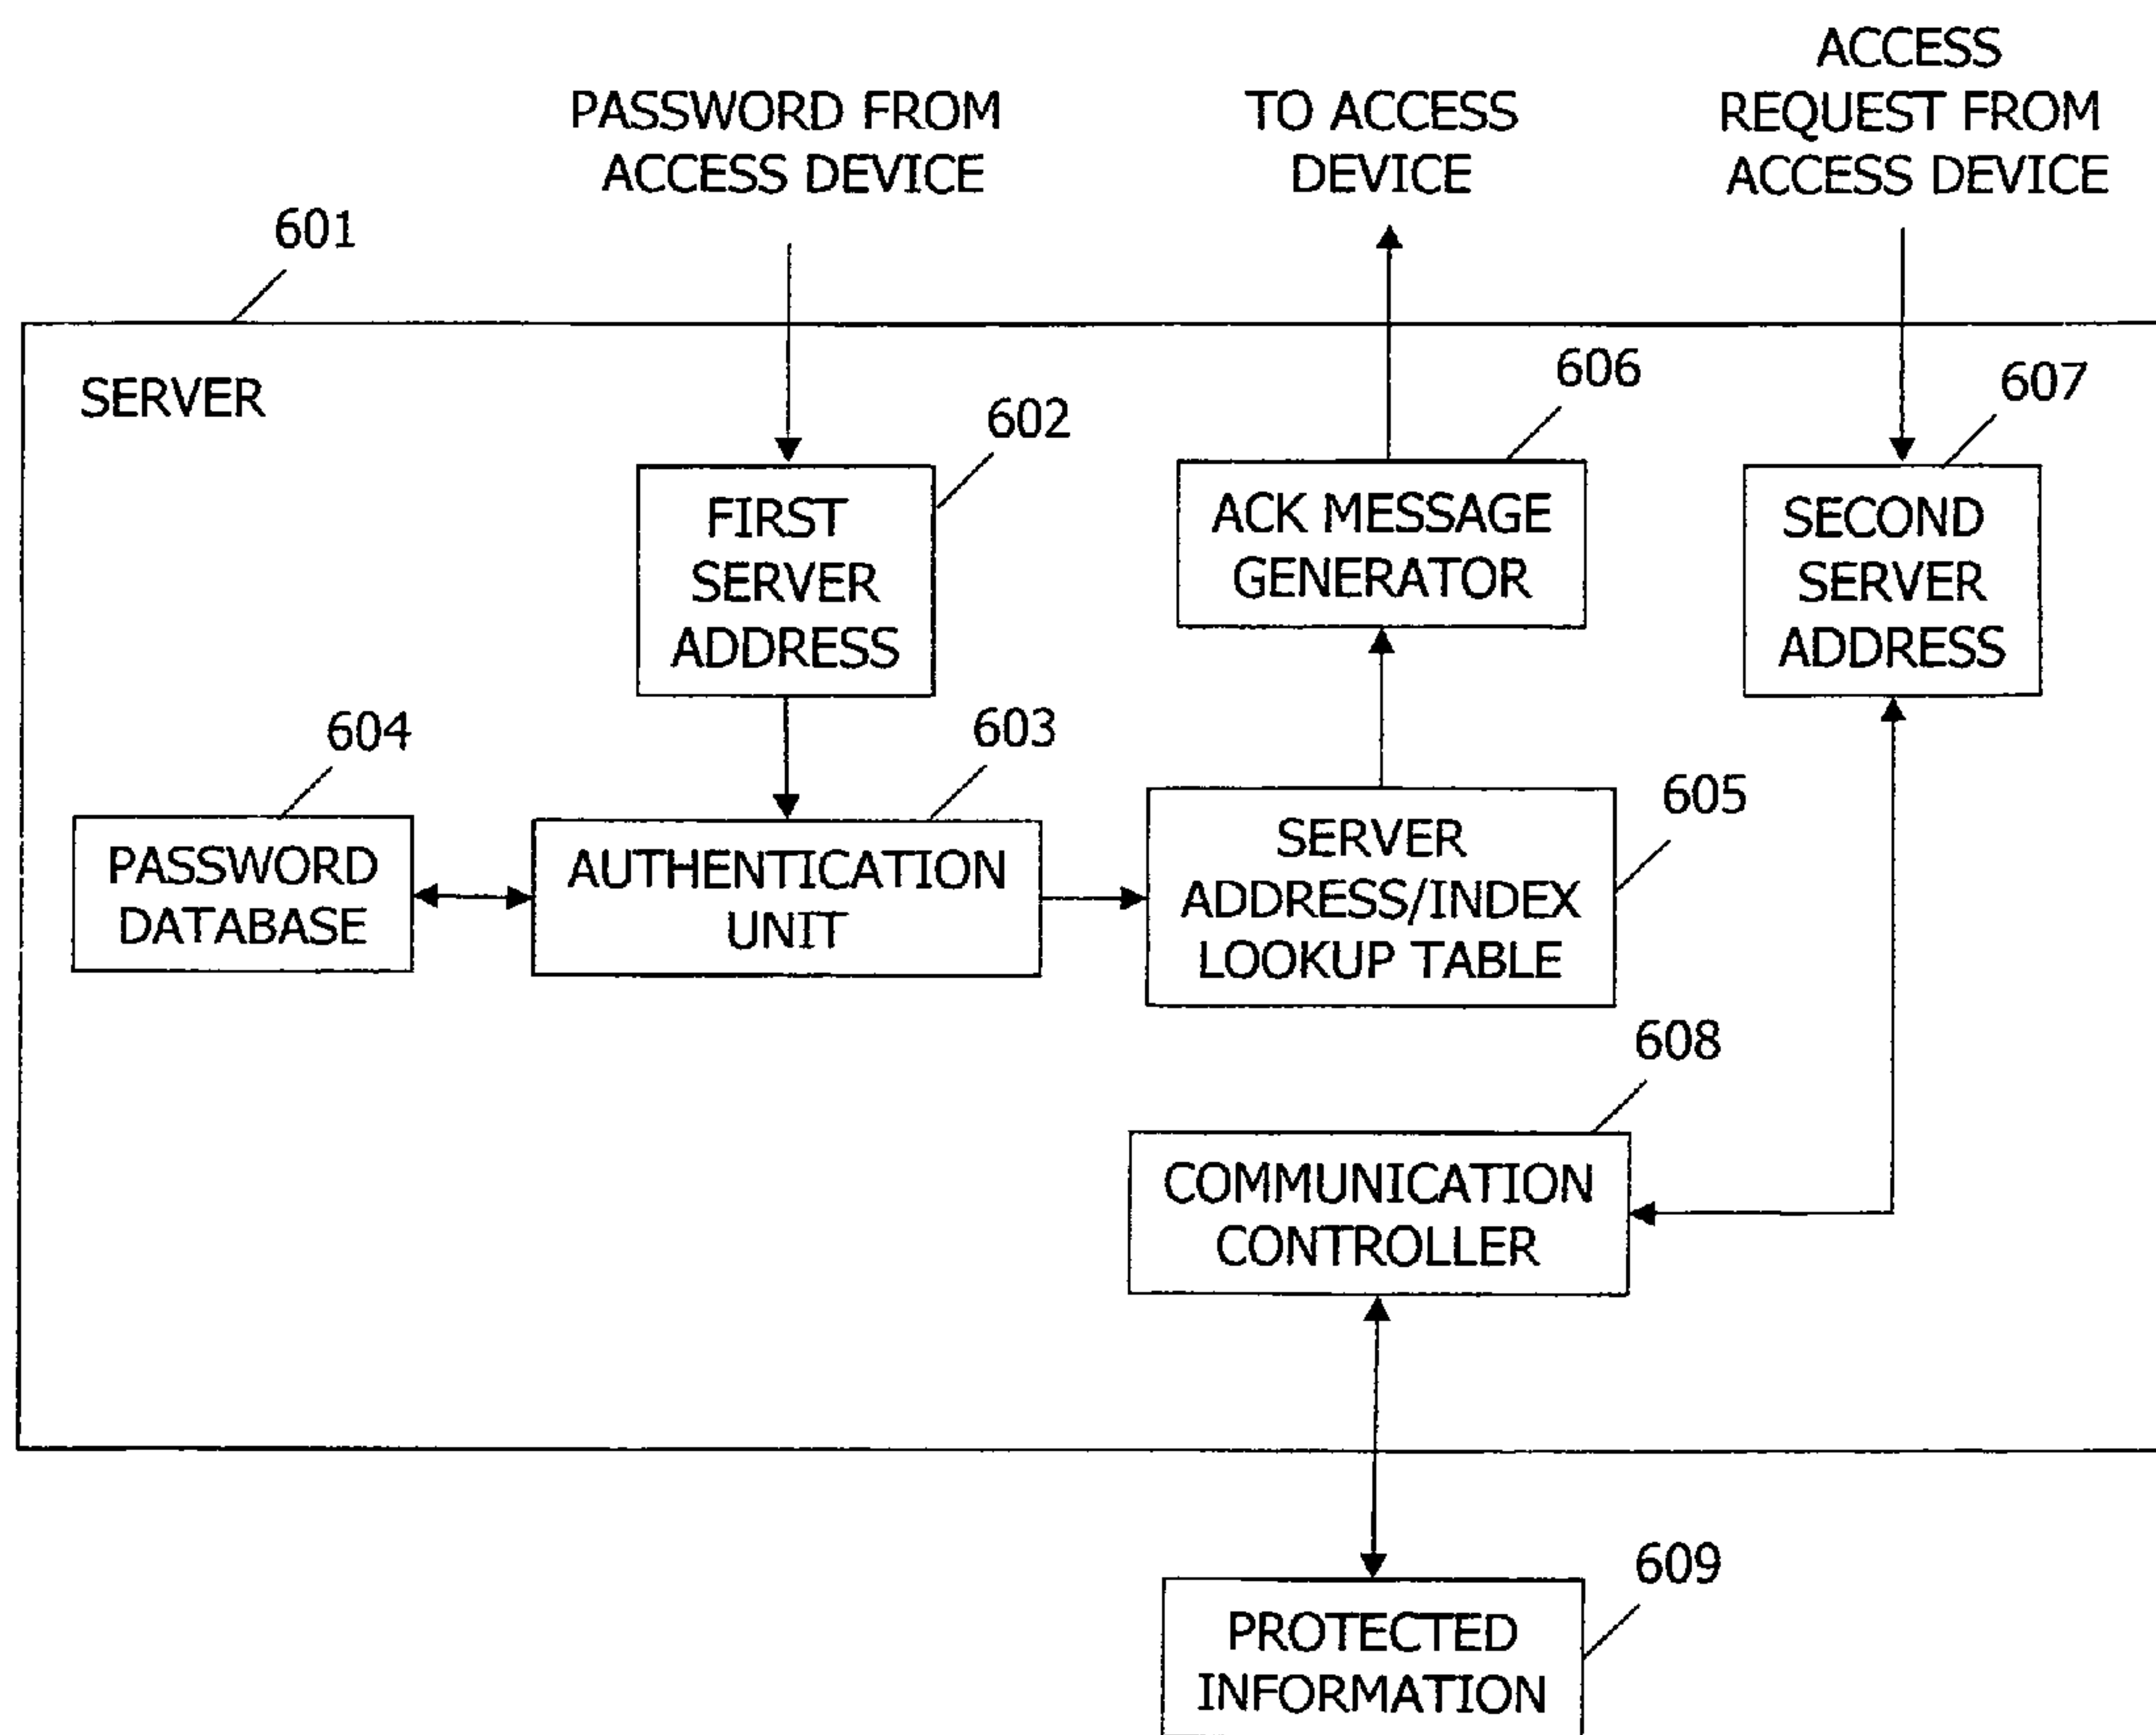 PASSWORD FROM
ACCESS DEVICE
TO ACCESS
DEVICE
ACCESS
REQUEST FROM
ACCESS DEVICE
601
SERVER
602
FIRST
SERVER
ADDRESS
606
ACK MESSAGE
GENERATOR
607
SECOND
SERVER
ADDRESS
604
PASSWORD
DATABASE
603
AUTHENTICATION
UNIT
605
SERVER
ADDRESS/INDEX
LOOKUP TABLE
608
COMMUNICATION
CONTROLLER
609
PROTECTED
INFORMATION